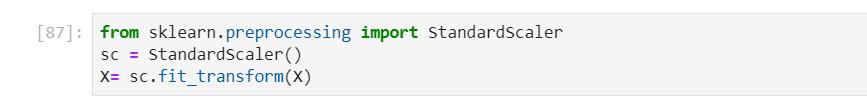 [87]: from sklearn.preprocessing import StandardScaler
sc = StandardScaler()
X= sc.fit_transform(X)